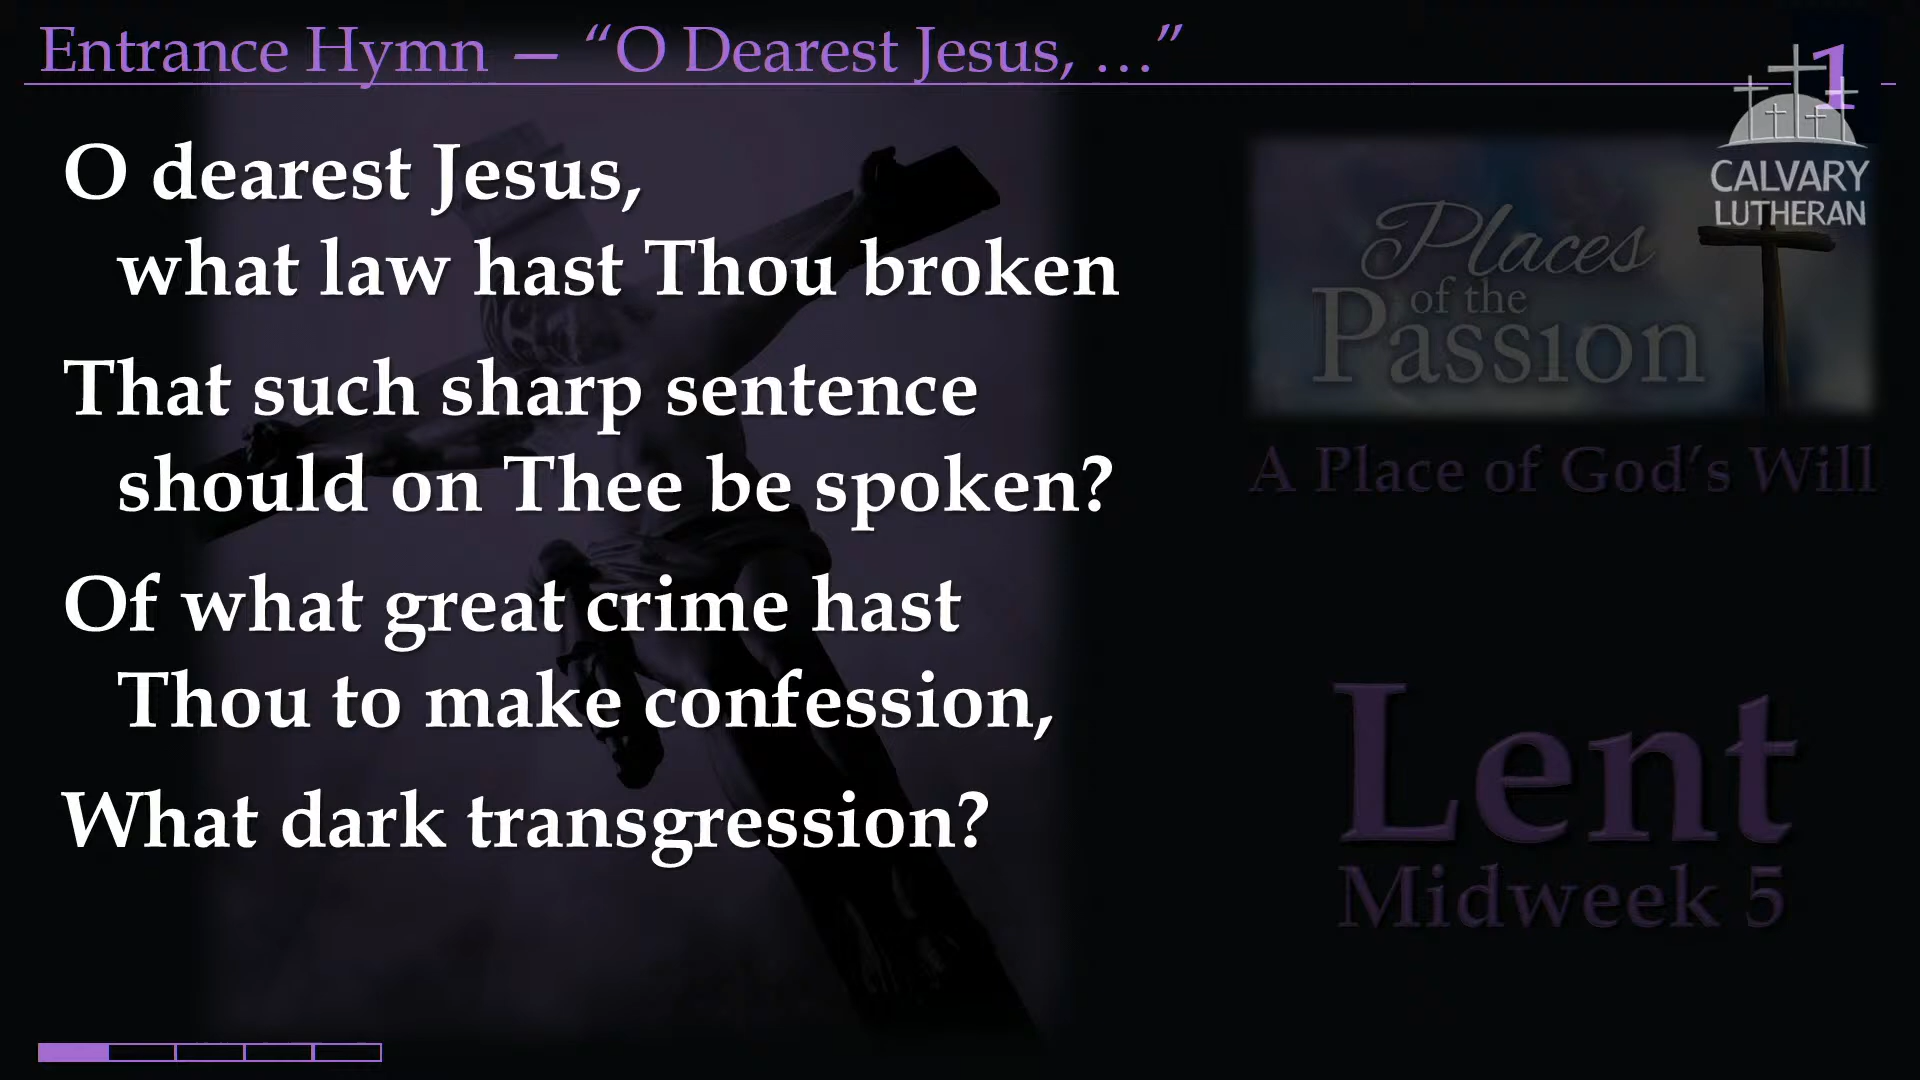 Entrance Hymn — “O Dearest Jesus, …”
1
CALVARY
LUTHERAN
O dearest Jesus,
what law hast Thou broken
That such sharp sentence
should on Thee be spoken?
Of what great crime hast
Thou to make confession,
What dark transgression?
Places
of the
Passion
A Place of God’s Will
Lent
Midweek 5